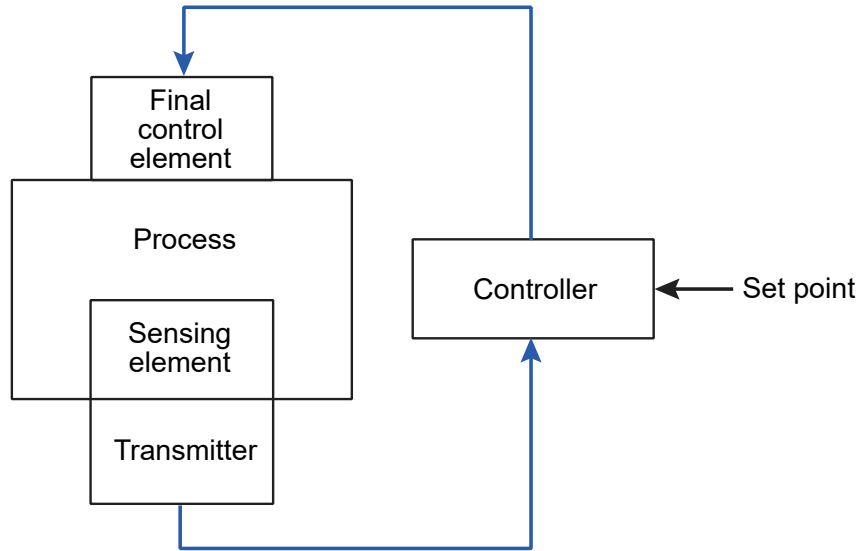 Final
control
element
Process
Controller
Set point
Sensing
element
Transmitter